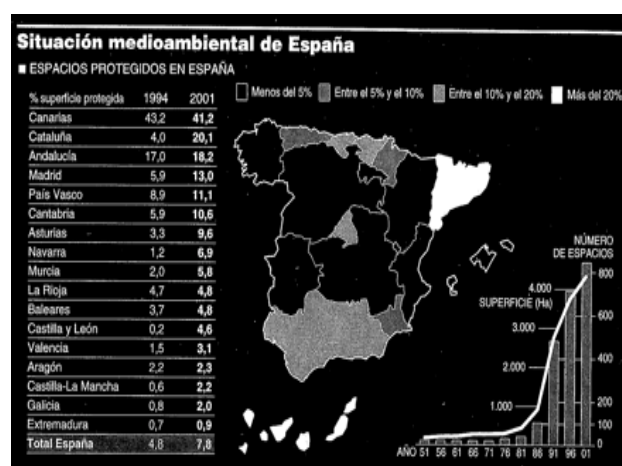 Situación medioambiental de España
■ ESPACIOS PROTEGIDOS EN ESPAÑA
% superficie protegida 1994 2001
Canarias 43,2 41,2
Cataluña 4,0 20,1
Andalucía 17,0 18,2
Madrid 5,9 13,0
País Vasco 8,9 11,1
Cantabria 5,9 10,6
Asturias 3,3 9,6
Navarra 1,2 6,9
Murcia 2,0 5,8
La Rioja 4,7 4,8
Baleares 3,7 4,8
Castilla y León 0,2 4,6
Valencia 1,5 3,1
Aragón 2,2 2,3
Castilla-La Mancha 0,6 2,2
Galicia 0,8 2,0
Extremadura 0,7 0,9
Total España 4,8 7,8
Menos del 5% Entre el 5% y el 10% Entre el 10% y el 20% Más del 20%
NÚMERO
DE ESPACIOS
SUPERFICIE (Ha)
4.000
3.000
2.000
1.000
800
600
400
200
100
0
AÑO 51 56 61 66 71 76 81 86 91 96 01